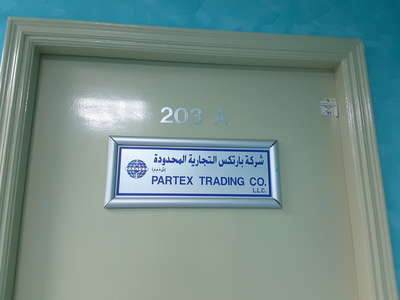 203 A
شركة بارتكس التجارية المحدودة
(ش.ذ.م.م)
PARTEX TRADING CO.
L.L.C.